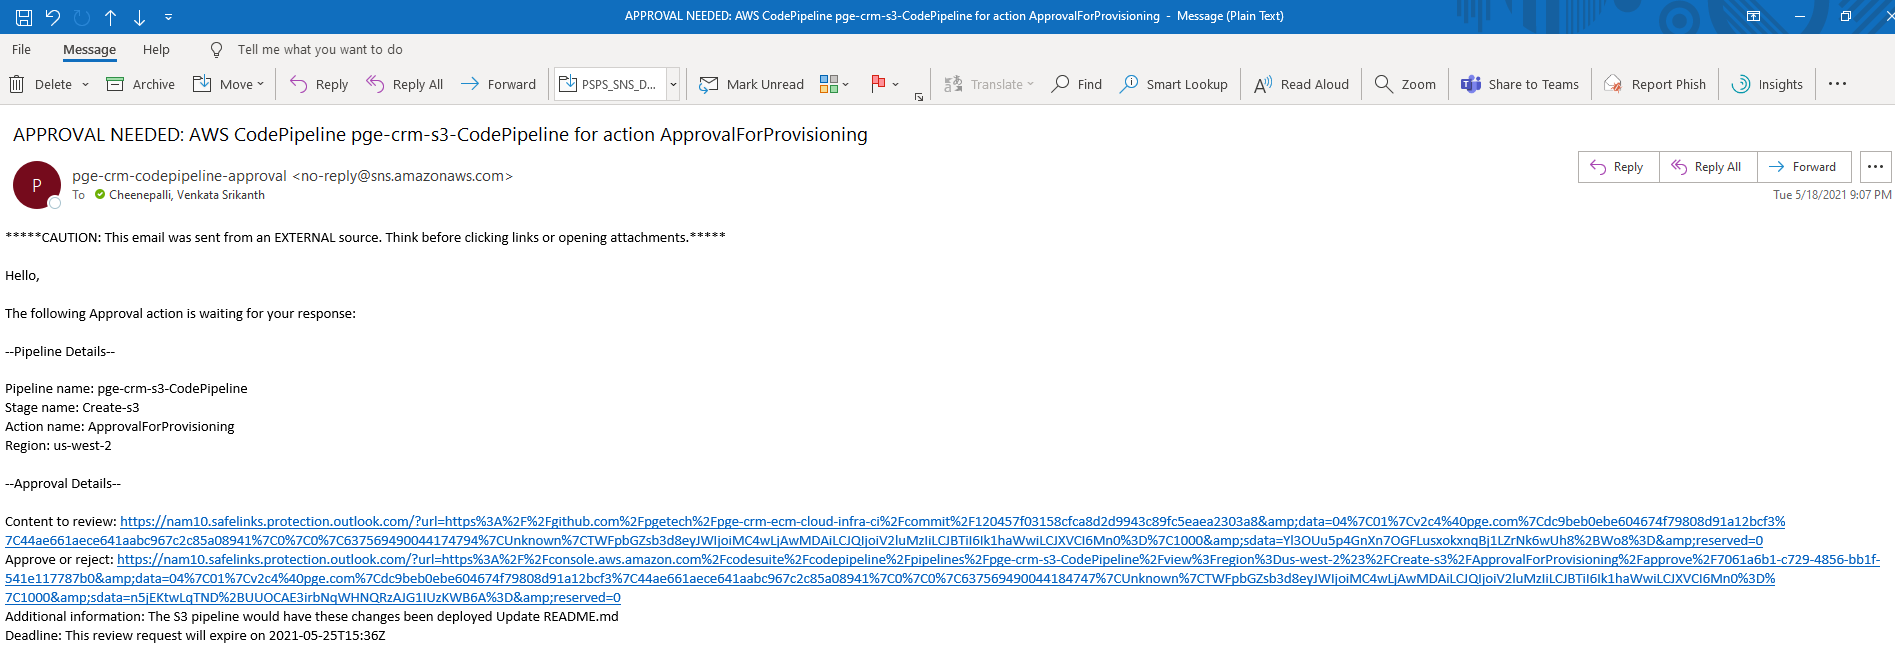 APPROVAL NEEDED: AWS CodePipeline pge-crm-s3-CodePipeline for action ApprovalForProvisioning - Message (Plain Text)
File Message Help Tell me what you want to do
Delete Archive Move Reply Reply All Forward PSPS_SNS_D... Mark Unread Translate Find Smart Lookup Read Aloud Zoom Share to Teams Report Phish Insights
APPROVAL NEEDED: AWS CodePipeline pge-crm-s3-CodePipeline for action ApprovalForProvisioning
P
pge-crm-codepipeline-approval <no-reply@sns.amazonaws.com>
To Cheenepalli, Venkata Srikanth
Reply Reply All Forward
Tue 5/18/2021 9:07 PM
*****CAUTION: This email was sent from an EXTERNAL source. Think before clicking links or opening attachments.*****
Hello,
The following Approval action is waiting for your response:
--Pipeline Details--
Pipeline name: pge-crm-s3-CodePipeline
Stage name: Create-s3
Action name: ApprovalForProvisioning
Region: us-west-2
--Approval Details--
Content to review: https://nam10.safelinks.protection.outlook.com/?url=https%3A%2F%2Fgithub.com%2Fpgetech%2Fpge-crm-ecm-cloud-infra-ci%2Fcommit%2F120457f03158cfca8d2d9943c89fc5eaea2303a8&amp;data=04%7C01%7Cv2c4%40pge.com%7Cdc9beb0ebe604674f79808d91a12bcf3%
7C44ae661aece641aabc967c2c85a08941%7C0%7C0%7C637569490044174794%7CUnknown%7CTWFpbGZsb3d8eyJWIjoiMC4wLjAwMDAiLCJQIjoiV2luMzIiLCJBTiI6Ik1haWwiLCJXVCI6Mn0%3D%7C1000&amp;sdata=Yl3OUu5p4GnXn7OGFLusxokxnqBj1LZrNk6wUh8%2BWo8%3D&amp;reserved=0
Approve or reject: https://nam10.safelinks.protection.outlook.com/?url=https%3A%2F%2Fconsole.aws.amazon.com%2Fcodesuite%2Fcodepipeline%2Fpipelines%2Fpge-crm-s3-CodePipeline%2Fview%3Fregion%3Dus-west-2%23%2FCreate-s3%2FApprovalForProvisioning%2Fapprove%2F7061a6b1-c729-4856-bb1f-
541e117787b0&amp;data=04%7C01%7Cv2c4%40pge.com%7Cdc9beb0ebe604674f79808d91a12bcf3%7C44ae661aece641aabc967c2c85a08941%7C0%7C0%7C637569490044184747%7CUnknown%7CTWFpbGZsb3d8eyJWIjoiMC4wLjAwMDAiLCJQIjoiV2luMzIiLCJBTiI6Ik1haWwiLCJXVCI6Mn0%3D%
7C1000&amp;sdata=n5jEKtwLqTND%2BUUOCAE3irbNqWHNQRzAJG1IUzKWB6A%3D&amp;reserved=0
Additional information: The S3 pipeline would have these changes been deployed Update README.md
Deadline: This review request will expire on 2021-05-25T15:36Z